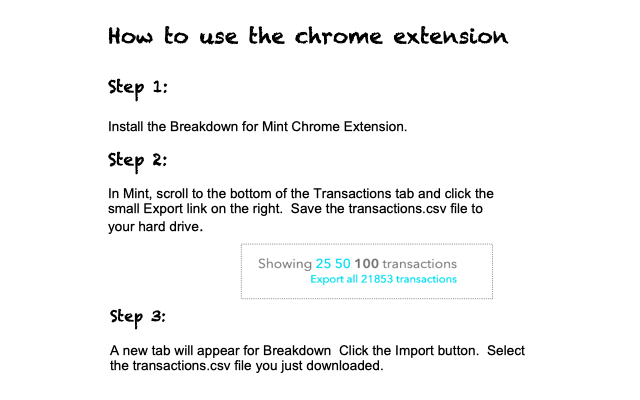 How to use the chrome extension
Step 1:
Install the Breakdown for Mint Chrome Extension.
Step 2:
In Mint, scroll to the bottom of the Transactions tab and click the
small Export link on the right.  Save the transactions.csv file to
your hard drive.
Showing 25 50 100 transactions
Export all 21853 transactions
Step 3:
A new tab will appear for Breakdown  Click the Import button.  Select
the transactions.csv file you just downloaded.